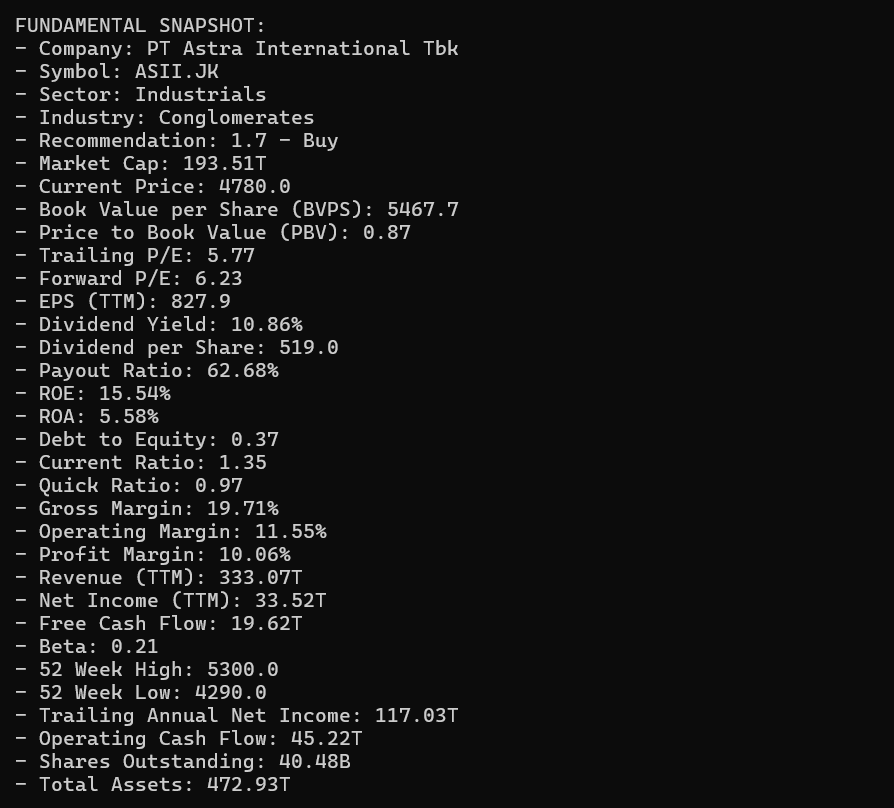 FUNDAMENTAL SNAPSHOT:
- Company: PT Astra International Tbk
- Symbol: ASII.JK
- Sector: Industrials
- Industry: Conglomerates
- Recommendation: 1.7 - Buy
- Market Cap: 193.51T
- Current Price: 4780.0
- Book Value per Share (BVPS): 5467.7
- Price to Book Value (PBV): 0.87
- Trailing P/E: 5.77
- Forward P/E: 6.23
- EPS (TTM): 827.9
- Dividend Yield: 10.86%
- Dividend per Share: 519.0
- Payout Ratio: 62.68%
- ROE: 15.54%
- ROA: 5.58%
- Debt to Equity: 0.37
- Current Ratio: 1.35
- Quick Ratio: 0.97
- Gross Margin: 19.71%
- Operating Margin: 11.55%
- Profit Margin: 10.06%
- Revenue (TTM): 333.07T
- Net Income (TTM): 33.52T
- Free Cash Flow: 19.62T
- Beta: 0.21
- 52 Week High: 5300.0
- 52 Week Low: 4290.0
- Trailing Annual Net Income: 117.03T
- Operating Cash Flow: 45.22T
- Shares Outstanding: 40.48B
- Total Assets: 472.93T